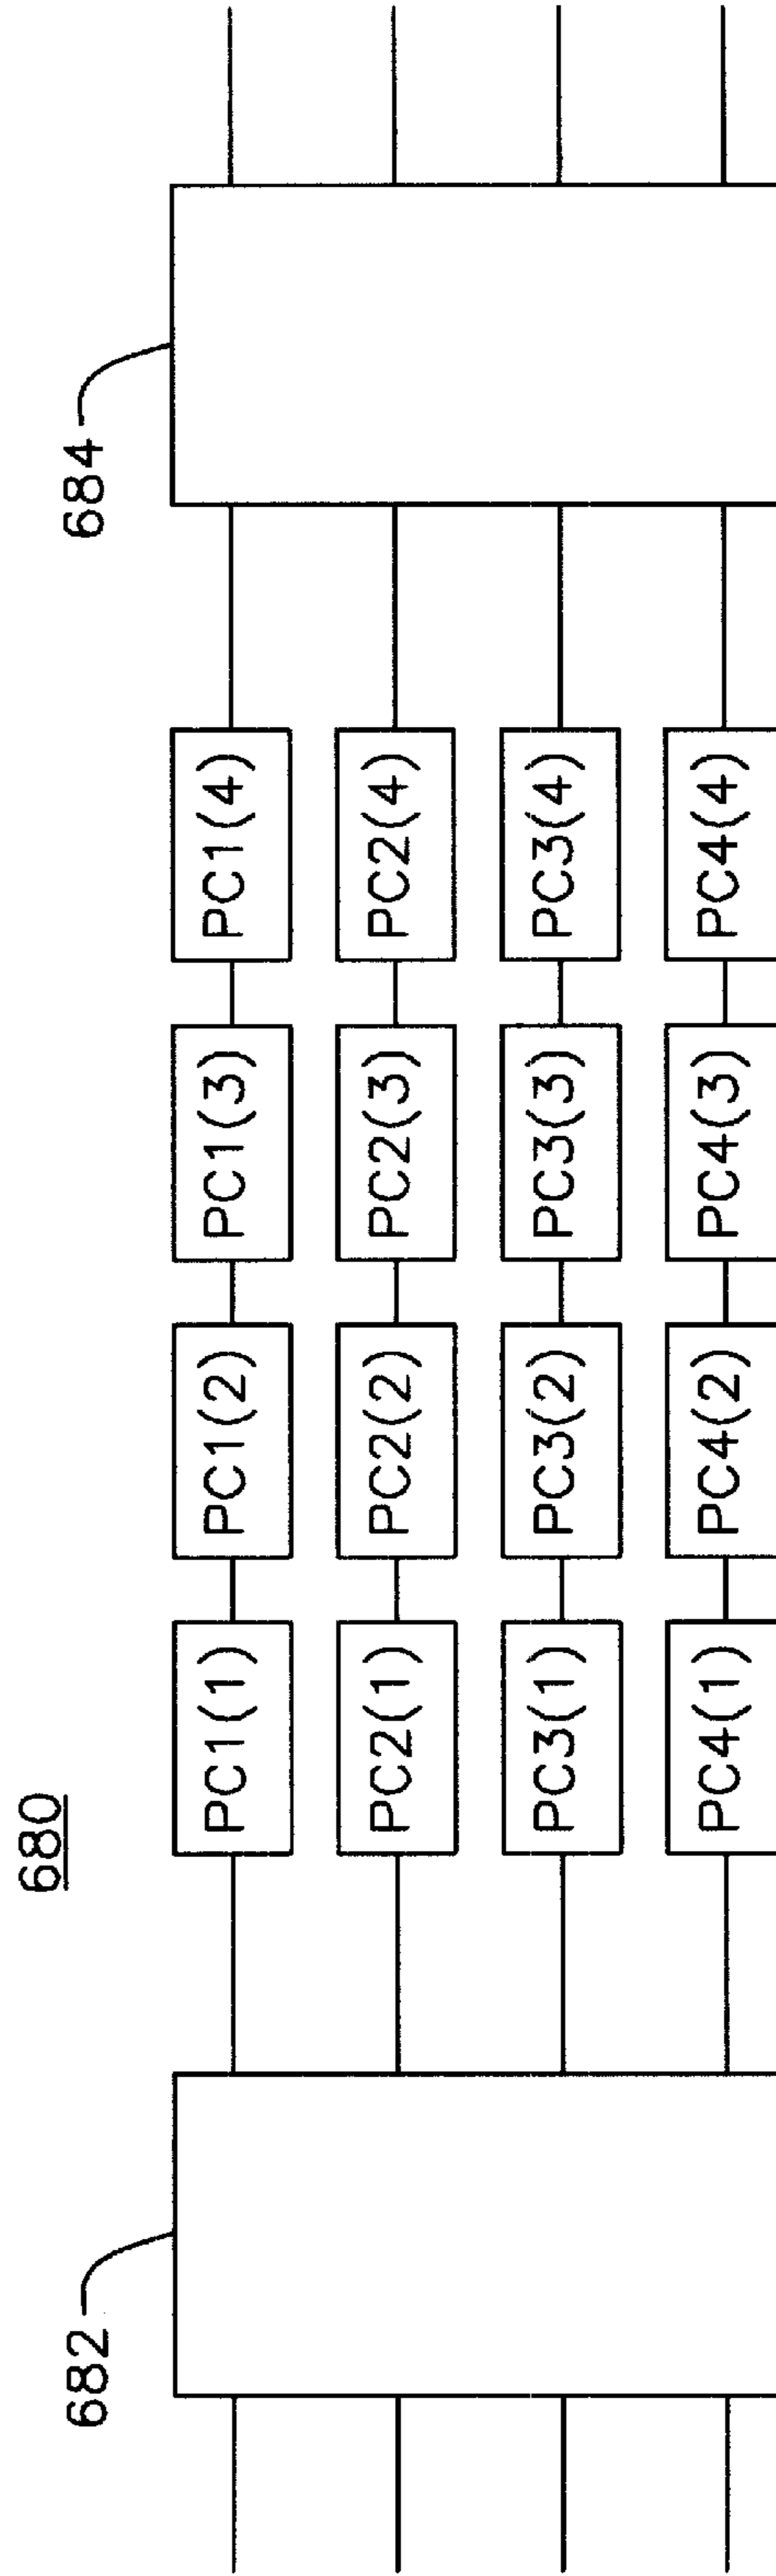 680
682
684
PC1(1) PC1(2) PC1(3) PC1(4)
PC2(1) PC2(2) PC2(3) PC2(4)
PC3(1) PC3(2) PC3(3) PC3(4)
PC4(1) PC4(2) PC4(3) PC4(4)